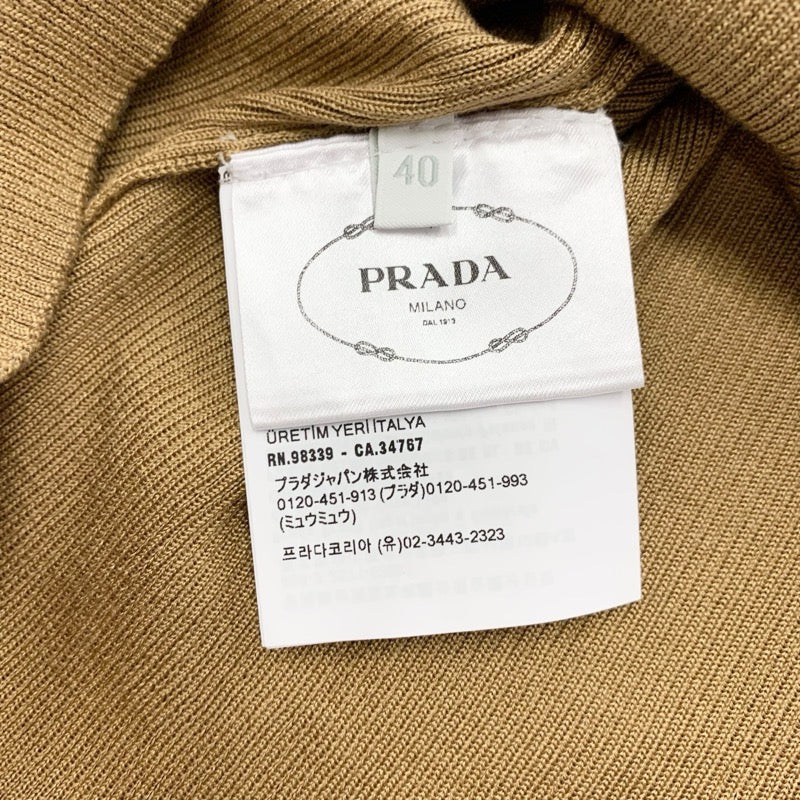 40
PRADA
MILANO
DAL 1913
ÜRETİM YERİ İTALYA
RN.98339 - CA.34767
プラダジャパン株式会社
0120-451-913 (プラダ)0120-451-993
(ミュウミュウ)
프라다코리아 (유)02-3443-2323